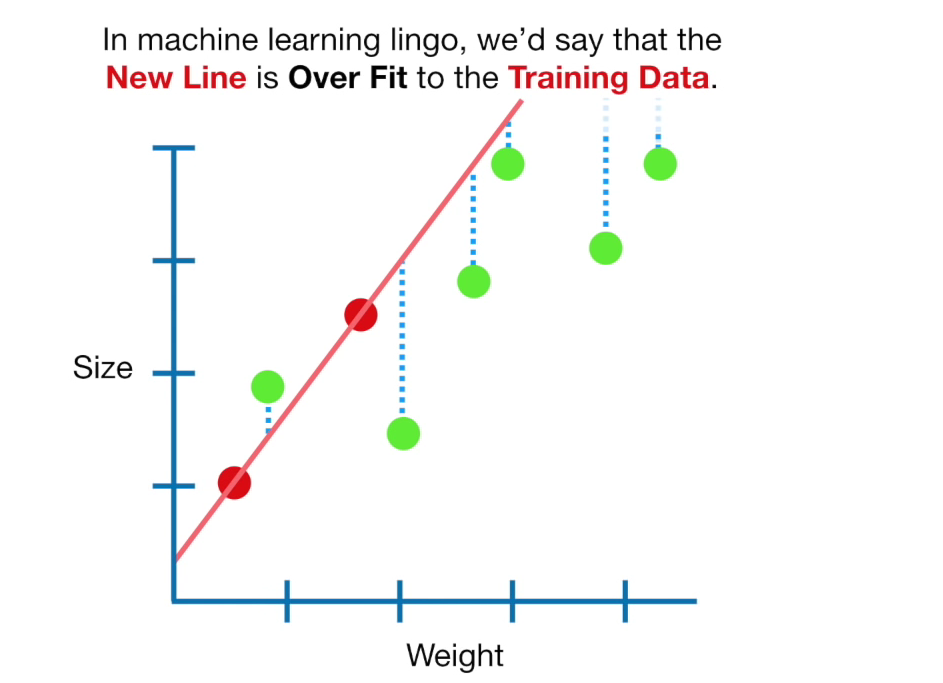 In machine learning lingo, we’d say that the
New Line is Over Fit to the Training Data.
Size
Weight